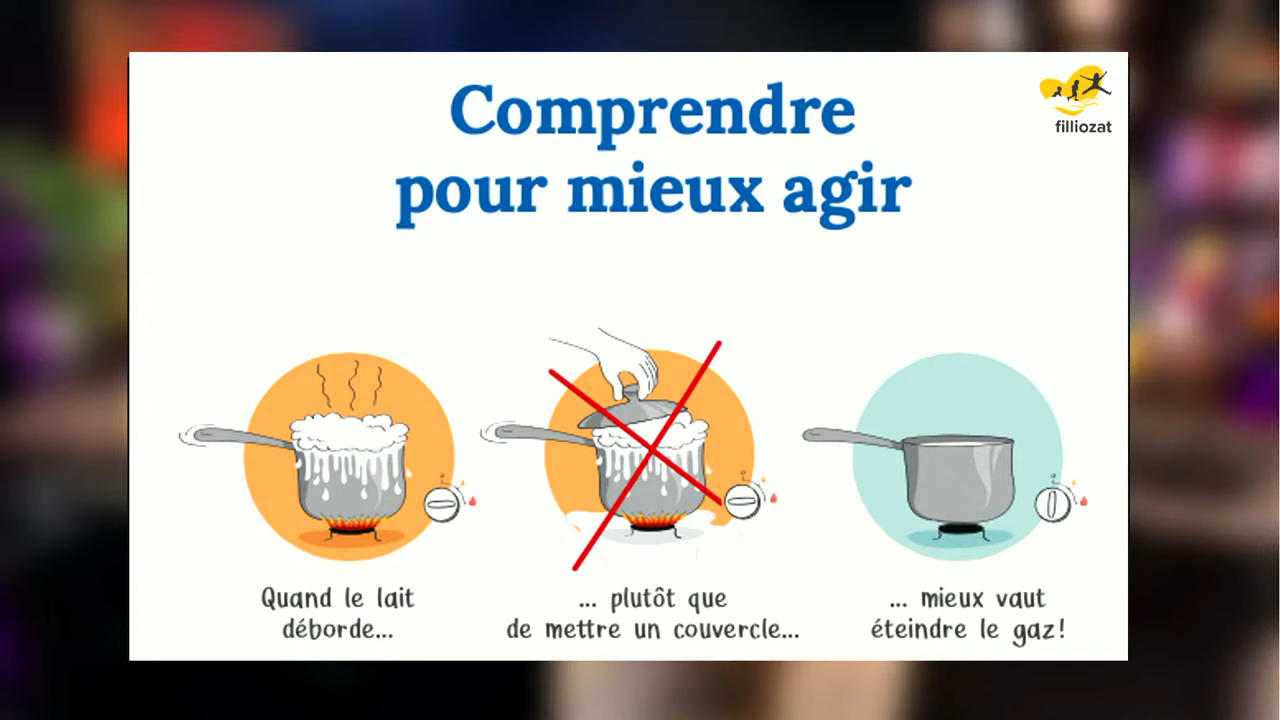 Comprendre
pour mieux agir
filliozat
Quand le lait
déborde...
... plutôt que
de mettre un couvercle...
... mieux vaut
éteindre le gaz!